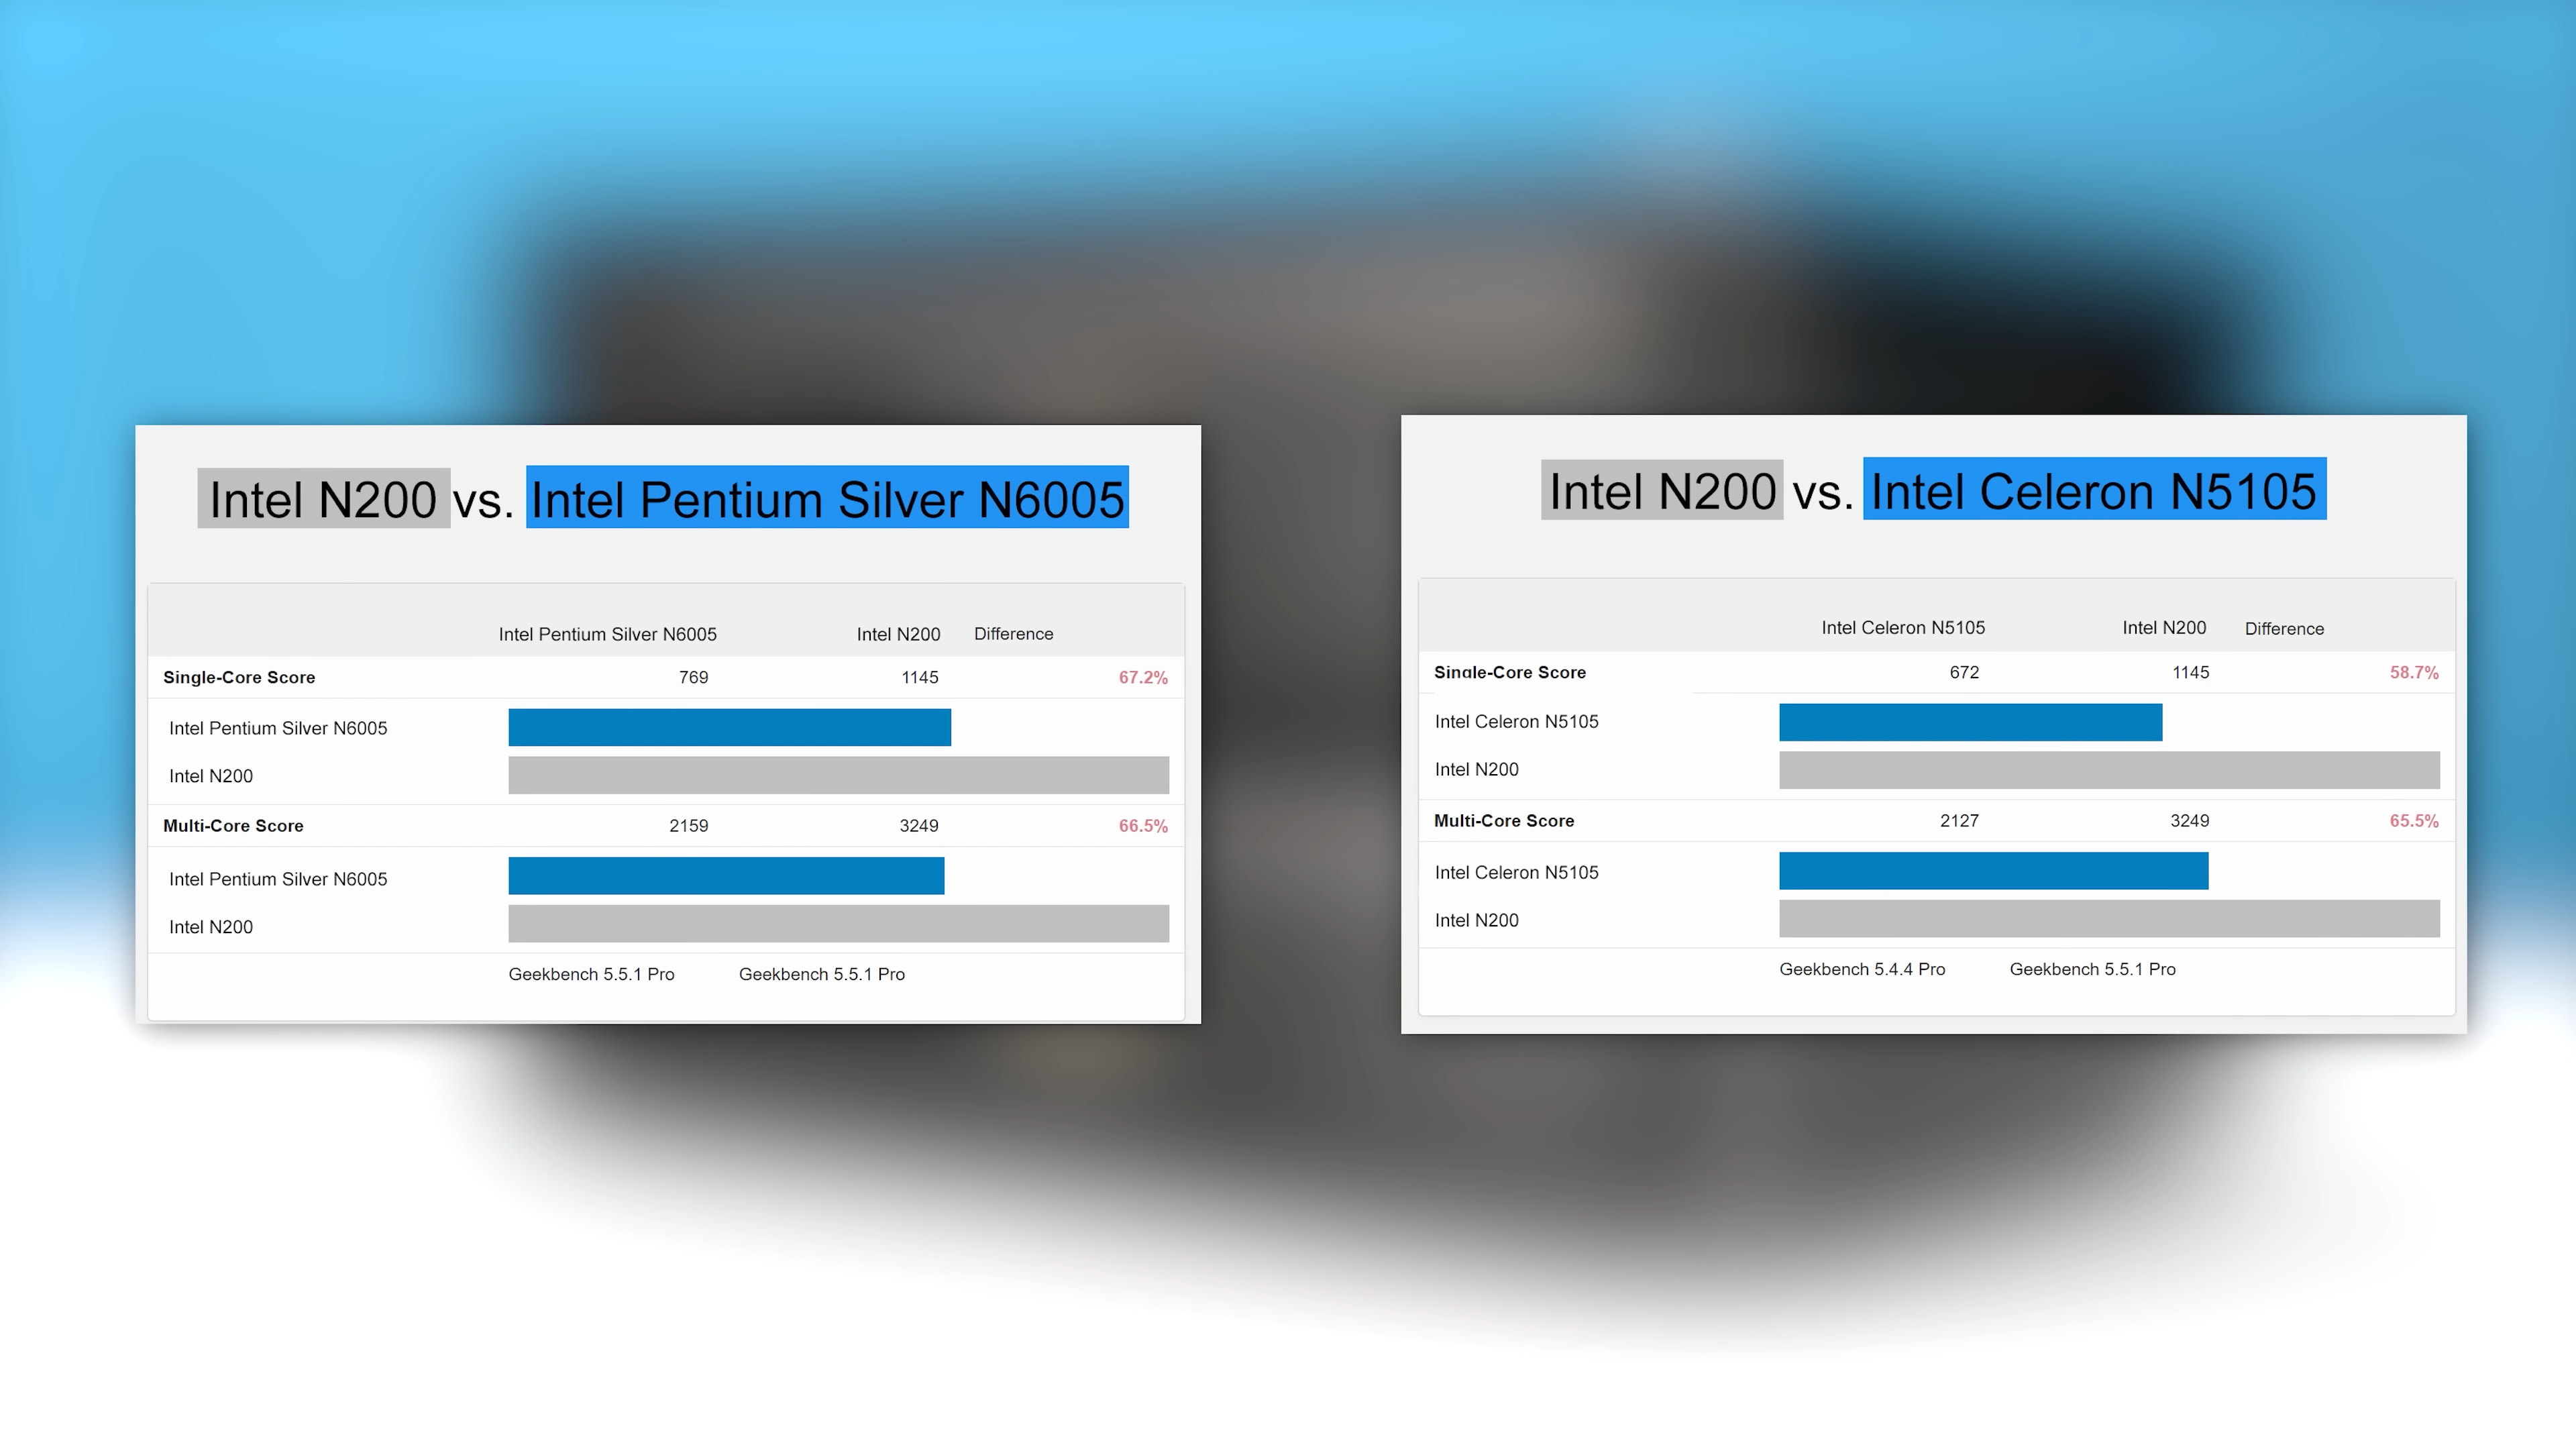 Intel N200 vs. Intel Pentium Silver N6005
Intel Pentium Silver N6005 Intel N200 Difference
Single-Core Score 769 1145 67.2%
Intel Pentium Silver N6005
Intel N200
Multi-Core Score 2159 3249 66.5%
Intel Pentium Silver N6005
Intel N200
Geekbench 5.5.1 Pro Geekbench 5.5.1 Pro
Intel N200 vs. Intel Celeron N5105
Intel Celeron N5105 Intel N200 Difference
Single-Core Score 672 1145 58.7%
Intel Celeron N5105
Intel N200
Multi-Core Score 2127 3249 65.5%
Intel Celeron N5105
Intel N200
Geekbench 5.4.4 Pro Geekbench 5.5.1 Pro